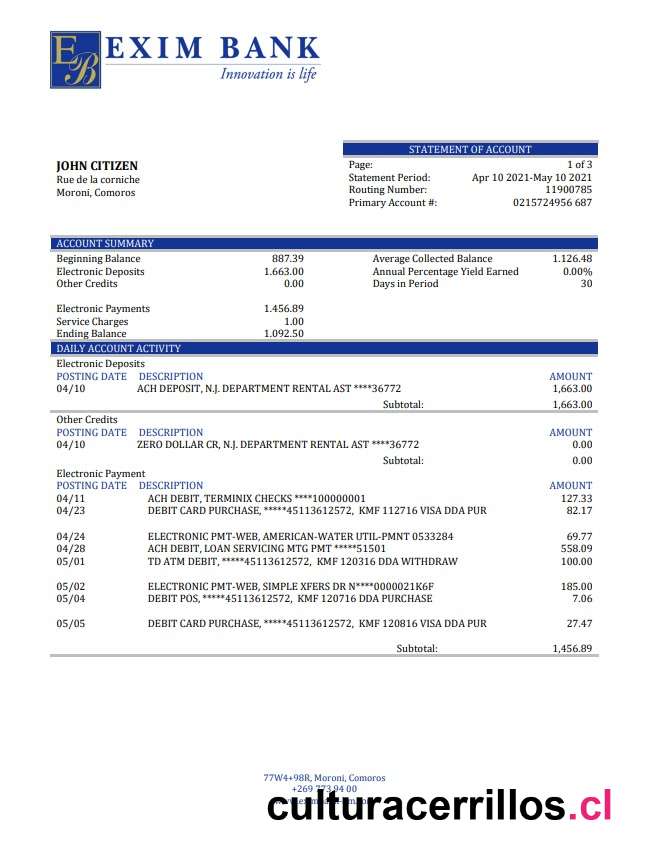 EB EXIM BANK
Innovation is life
STATEMENT OF ACCOUNT
JOHN CITIZEN
Rue de la corniche
Moroni, Comoros
Page: 1 of 3
Statement Period: Apr 10 2021-May 10 2021
Routing Number: 11900785
Primary Account #: 0215724956 687
ACCOUNT SUMMARY
Beginning Balance 887.39 Average Collected Balance 1.126.48
Electronic Deposits 1.663.00 Annual Percentage Yield Earned 0.00%
Other Credits 0.00 Days in Period 30
Electronic Payments 1.456.89
Service Charges 1.00
Ending Balance 1.092.50
DAILY ACCOUNT ACTIVITY
Electronic Deposits
POSTING DATE DESCRIPTION AMOUNT
04/10 ACH DEPOSIT, N.J. DEPARTMENT RENTAL AST ****36772 1,663.00
Subtotal: 1,663.00
Other Credits
POSTING DATE DESCRIPTION AMOUNT
04/10 ZERO DOLLAR CR, N.J. DEPARTMENT RENTAL AST ****36772 0.00
Subtotal: 0.00
Electronic Payment
POSTING DATE DESCRIPTION AMOUNT
04/11 ACH DEBIT, TERMINIX CHECKS ****100000001 127.33
04/23 DEBIT CARD PURCHASE, *****45113612572, KMF 112716 VISA DDA PUR 82.17
04/24 ELECTRONIC PMT-WEB, AMERICAN-WATER UTIL-PMNT 0533284 69.77
04/28 ACH DEBIT, LOAN SERVICING MTG PMT *****51501 558.09
05/01 TD ATM DEBIT, *****45113612572, KMF 120316 DDA WITHDRAW 100.00
05/02 ELECTRONIC PMT-WEB, SIMPLE XFERS DR N****0000021K6F 185.00
05/04 DEBIT POS, *****45113612572, KMF 120716 DDA PURCHASE 7.06
05/05 DEBIT CARD PURCHASE, *****45113612572, KMF 120816 VISA DDA PUR 27.47
Subtotal: 1,456.89
77W4+98R, Moroni, Comoros
+269 773 94 00
culturacerrillos.cl